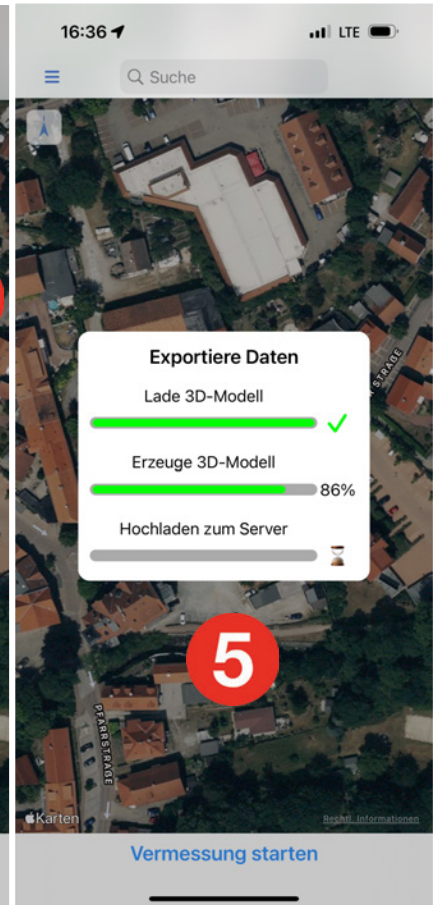 16:36
LTE
Suche
Exportiere Daten
Lade 3D-Modell
Erzeuge 3D-Modell
86%
Hochladen zum Server
5
PFARRSTRAßE
STRAßE
Karten
Rechtl. Informationen
Vermessung starten